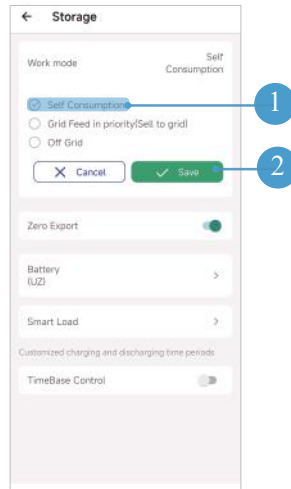 ← Storage
Work mode
Self
Consumption
Self Consumption
1
Grid Feed in priority(Sell to grid)
Off Grid
Cancel
Save
2
Zero Export
Battery
(UZ)
Smart Load
Customized charging and discharging time periods
TimeBase Control